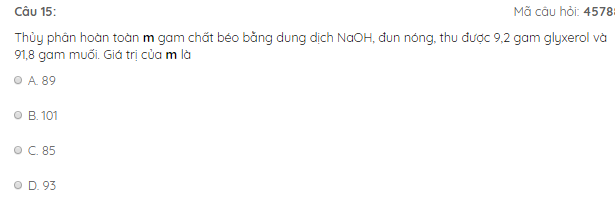 Câu 15:
Mã câu hỏi: 4578
Thủy phân hoàn toàn m gam chất béo bằng dung dịch NaOH, đun nóng, thu được 9,2 gam glyxerol và
91,8 gam muối. Giá trị của m là
A. 89
B. 101
C. 85
D. 93